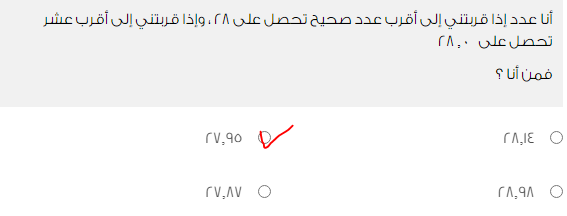 أنا عدد إذا قربتني إلى أقرب عدد صحيح تحصل على ٢٨ ، وإذا قربتني إلى أقرب عشر
تحصل على ٢٨,٠
فمن أنا ؟
٢٨,١٤
٢٧,٩٥
٢٨,٩٨
٢٧,٨٧